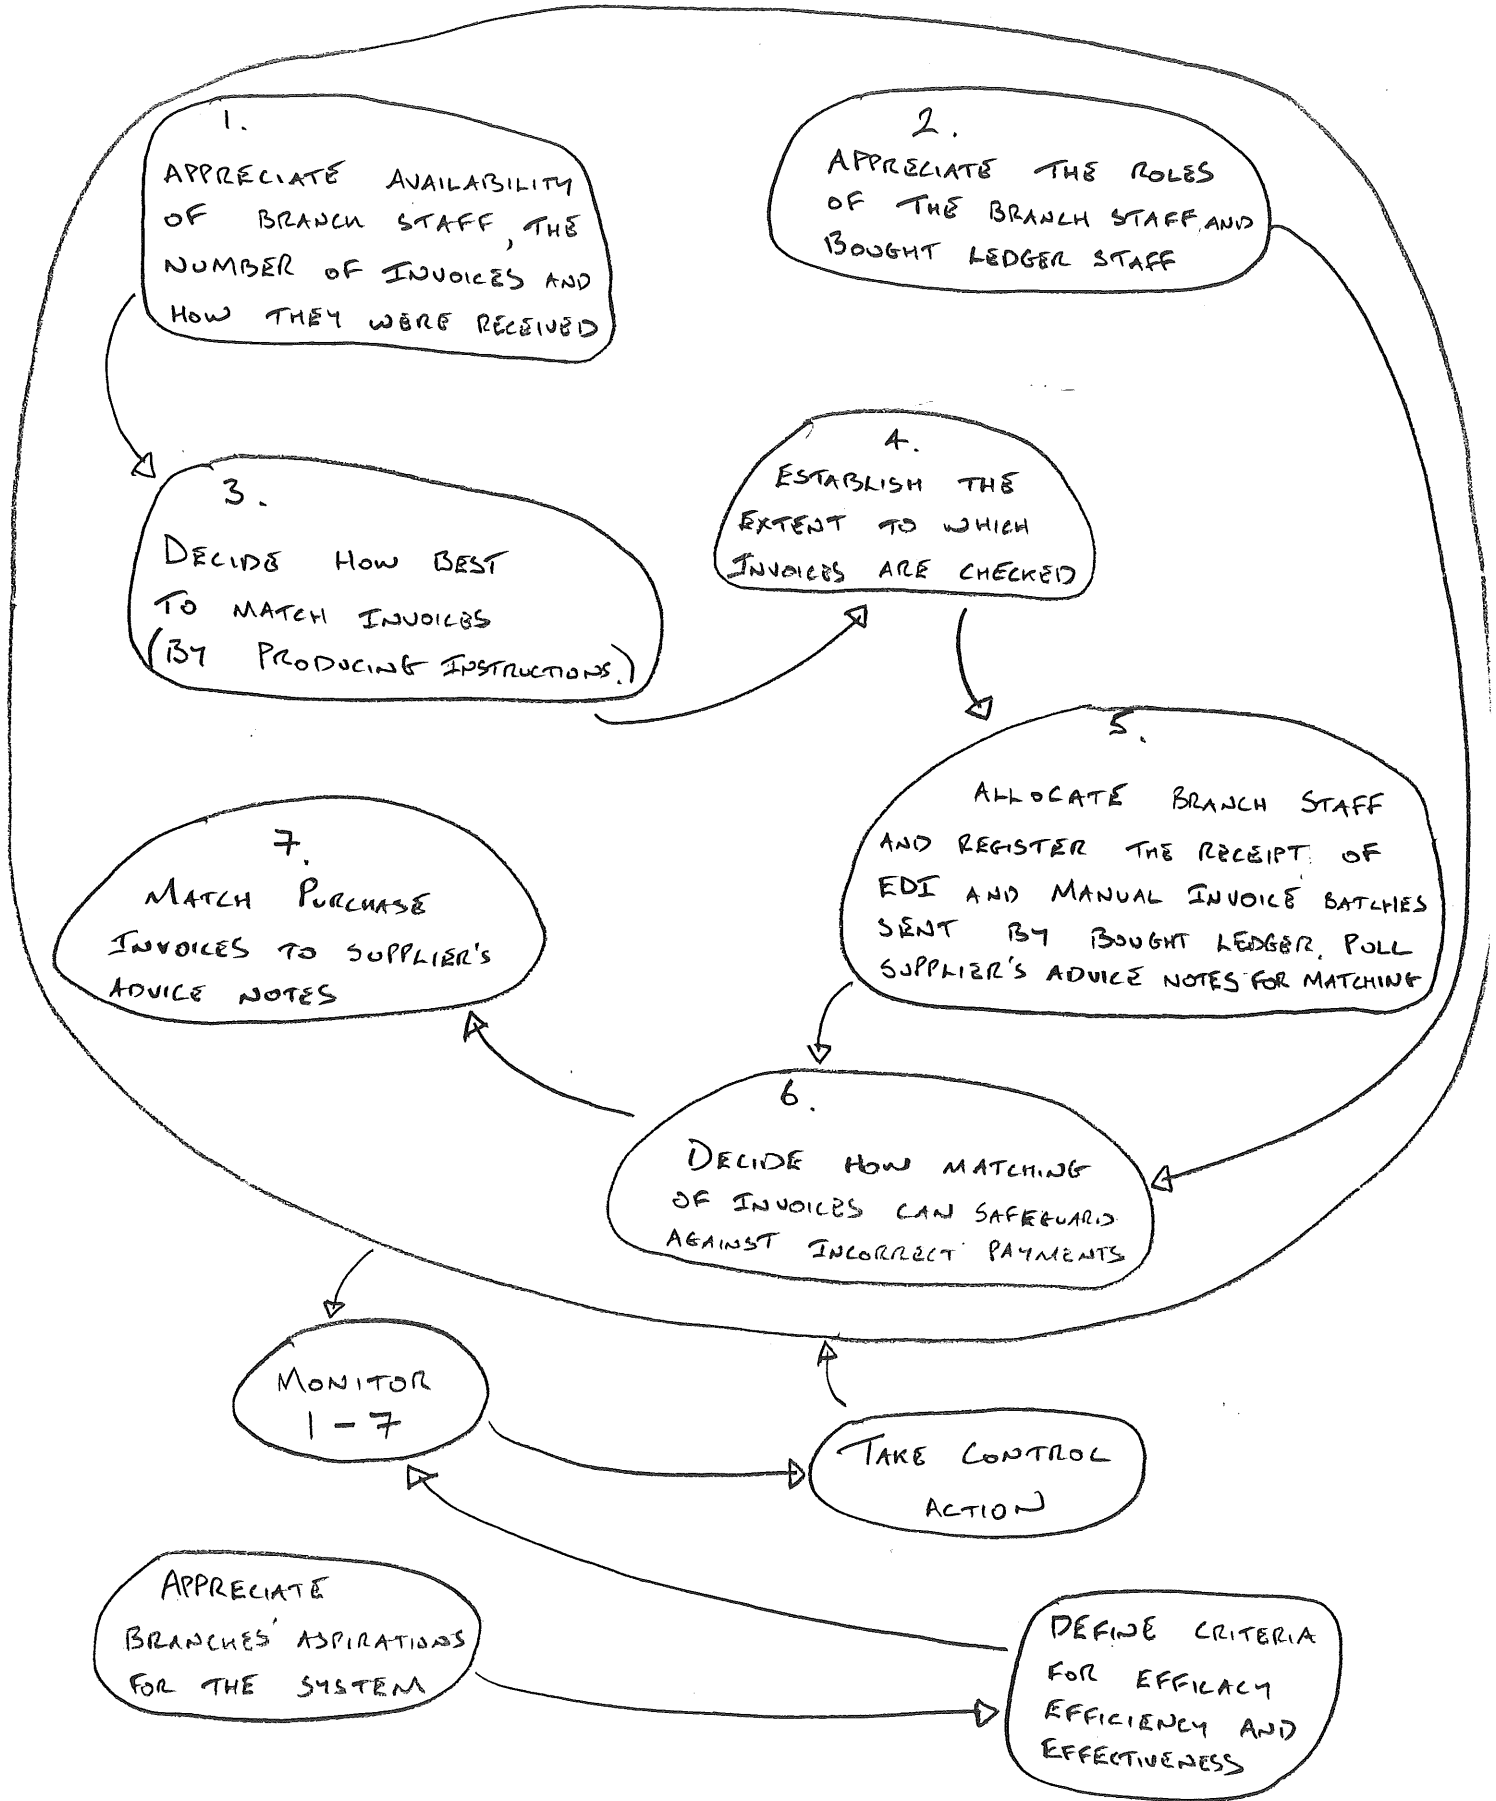 1.
APPRECIATE AVAILABILITY
OF BRANCH STAFF, THE
NUMBER OF INVOICES AND
HOW THEY WERE RECEIVED
2.
APPRECIATE THE ROLES
OF THE BRANCH STAFF AND
BOUGHT LEDGER STAFF
3.
DECIDE HOW BEST
TO MATCH INVOICES
(BY PRODUCING INSTRUCTIONS.)
4.
ESTABLISH THE
EXTENT TO WHICH
INVOICES ARE CHECKED
5.
ALLOCATE BRANCH STAFF
AND REGISTER THE RECEIPT OF
EDI AND MANUAL INVOICE BATCHES
SENT BY BOUGHT LEDGER. PULL
SUPPLIER'S ADVICE NOTES FOR MATCHING
7.
MATCH PURCHASE
INVOICES TO SUPPLIER'S
ADVICE NOTES
6.
DECIDE HOW MATCHING
OF INVOICES CAN SAFEGUARD
AGAINST INCORRECT PAYMENTS
MONITOR
1-7
TAKE CONTROL
ACTION
APPRECIATE
BRANCHES' ASPIRATIONS
FOR THE SYSTEM
DEFINE CRITERIA
FOR EFFICACY
EFFICIENCY AND
EFFECTIVENESS